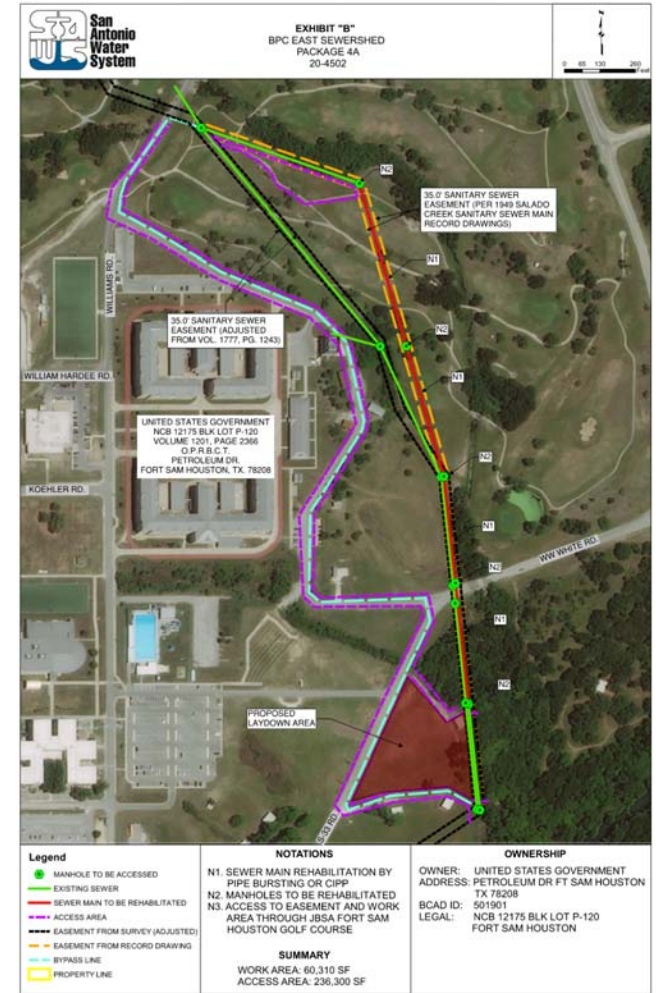 San
Antonio
Water
System
EXHIBIT "B"
BPC EAST SEWERSHED
PACKAGE 4A
20-4502
0 65 130 260
Feet
N2
35.0' SANITARY SEWER
EASEMENT (PER 1949 SALADO
CREEK SANITARY SEWER MAIN
RECORD DRAWINGS)
N1
WILLIAMS RD.
35.0' SANITARY SEWER
EASEMENT (ADJUSTED
FROM VOL. 1777, PG. 1243)
N2
WILLIAM HARDEE RD.
N1
UNITED STATES GOVERNMENT
NCB 12175 BLK LOT P-120
VOLUME 1201, PAGE 2366
O.P.R.B.C.T.
PETROLEUM DR.
FORT SAM HOUSTON, TX. 78208
N2
KOEHLER RD.
N1
WW WHITE RD.
N2
N1
N2
PROPOSED
LAYDOWN AREA
S-33 RD.
Legend
MANHOLE TO BE ACCESSED
EXISTING SEWER
SEWER MAIN TO BE REHABILITATED
ACCESS AREA
EASEMENT FROM SURVEY (ADJUSTED)
EASEMENT FROM RECORD DRAWING
BYPASS LINE
PROPERTY LINE
NOTATIONS
N1. SEWER MAIN REHABILITATION BY
PIPE BURSTING OR CIPP
N2. MANHOLES TO BE REHABILITATED
N3. ACCESS TO EASEMENT AND WORK
AREA THROUGH JBSA FORT SAM
HOUSTON GOLF COURSE
SUMMARY
WORK AREA: 60,310 SF
ACCESS AREA: 236,300 SF
OWNERSHIP
OWNER: UNITED STATES GOVERNMENT
ADDRESS: PETROLEUM DR FT SAM HOUSTON
TX 78208
BCAD ID: 501901
LEGAL: NCB 12175 BLK LOT P-120
FORT SAM HOUSTON